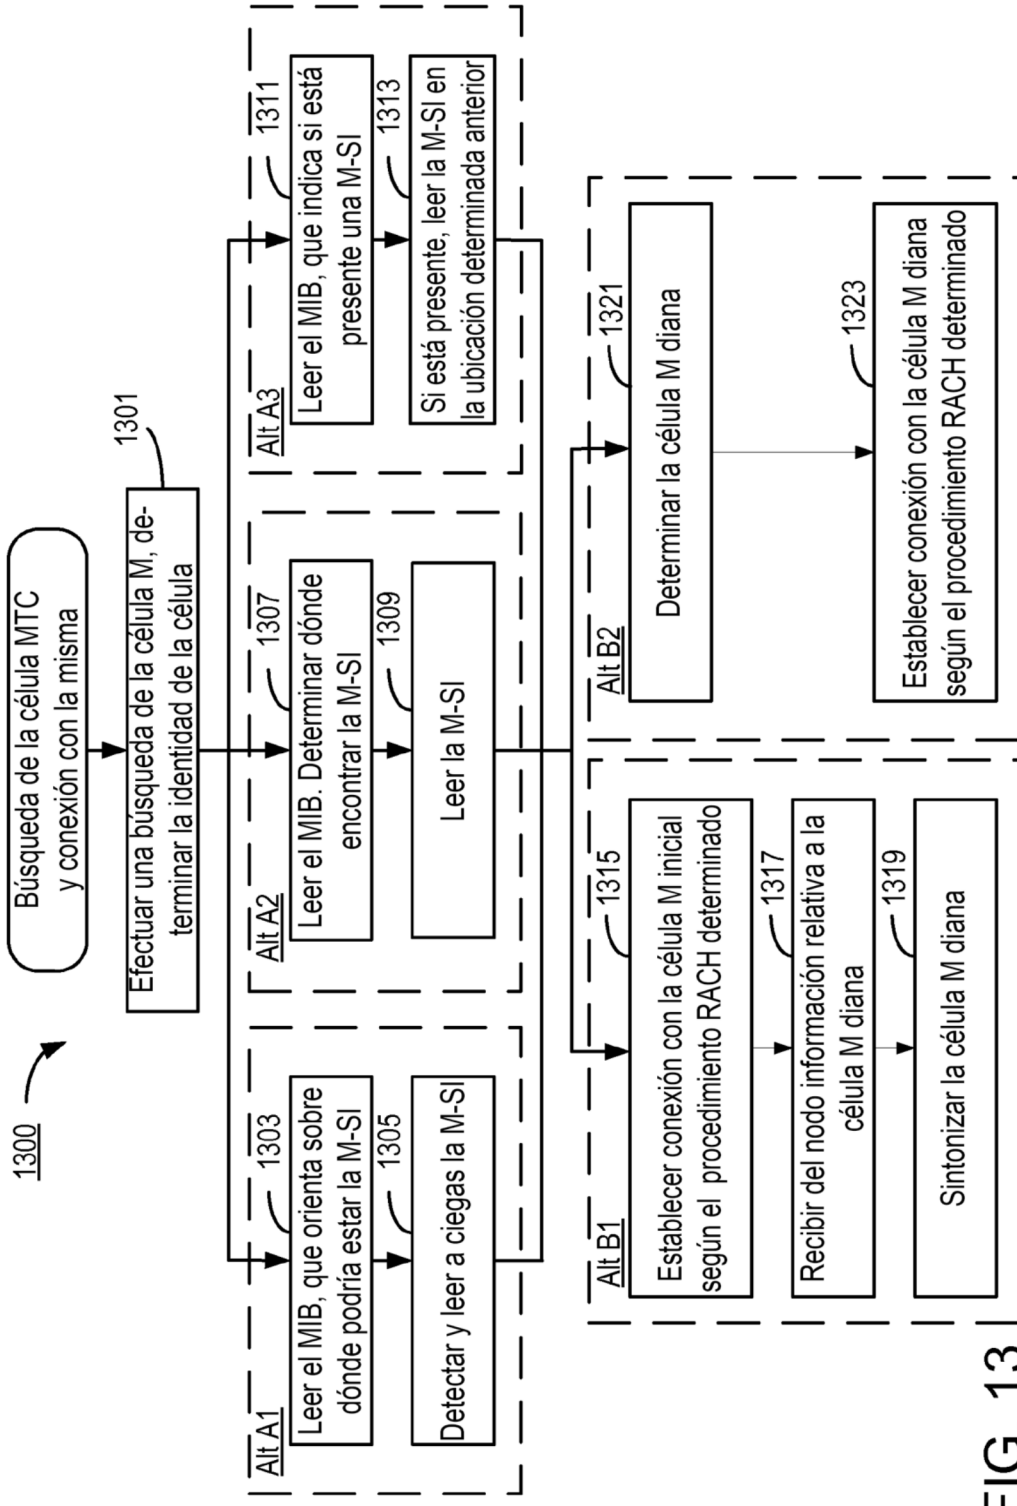 1300
Búsqueda de la célula MTC
y conexión con la misma
1301
Efectuar una búsqueda de la célula M, de-
terminar la identidad de la célula
Alt A1
1303
Leer el MIB, que orienta sobre
dónde podría estar la M-SI
1305
Detectar y leer a ciegas la M-SI
Alt A2
1307
Leer el MIB. Determinar dónde
encontrar la M-SI
1309
Leer la M-SI
Alt A3
1311
Leer el MIB, que indica si está
presente una M-SI
1313
Si está presente, leer la M-SI en
la ubicación determinada anterior
Alt B1
1315
Establecer conexión con la célula M inicial
según el procedimiento RACH determinado
1317
Recibir del nodo información relativa a la
célula M diana
1319
Sintonizar la célula M diana
Alt B2
1321
Determinar la célula M diana
1323
Establecer conexión con la célula M diana
según el procedimiento RACH determinado
FIG. 13